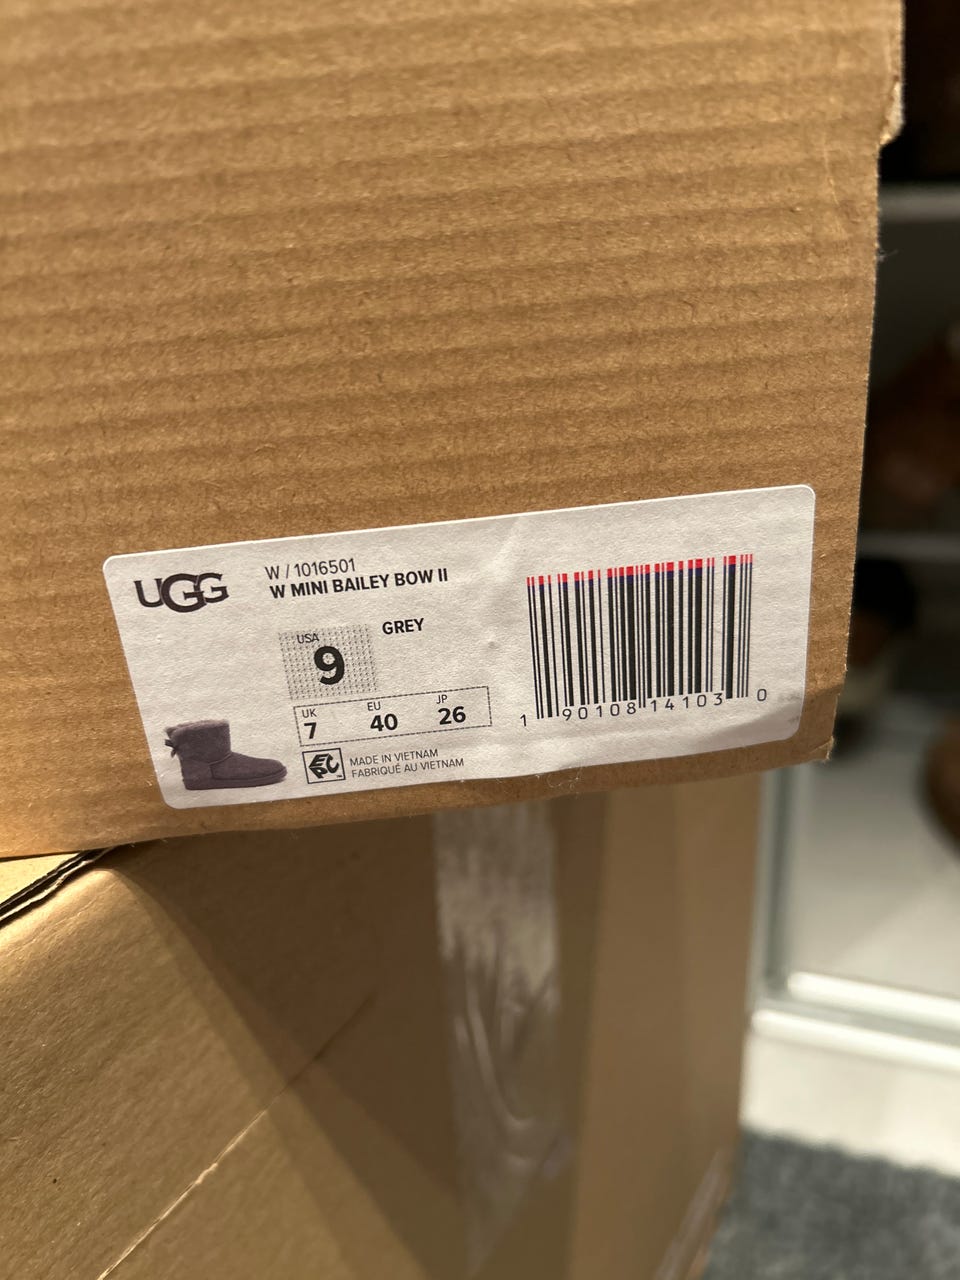 UGG
W / 1016501
W MINI BAILEY BOW II
GREY
USA
9
UK
7
EU
40
JP
26
EPC
MADE IN VIETNAM
FABRIQUÉ AU VIETNAM
1 90108 14103 0